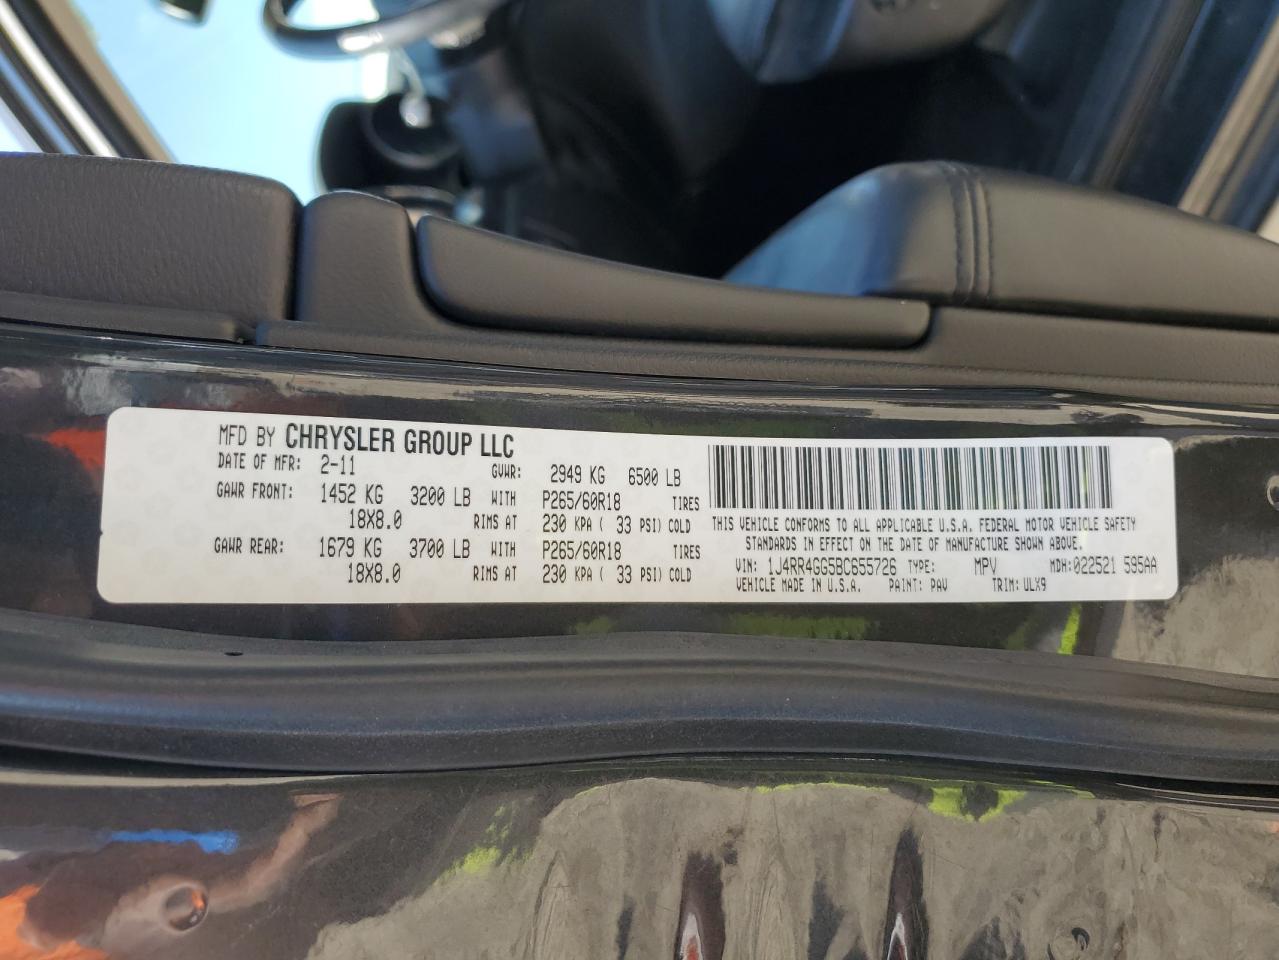 MFD BY CHRYSLER GROUP LLC
DATE OF MFR: 2-11 GVWR: 2949 KG 6500 LB
GAWR FRONT: 1452 KG 3200 LB WITH P265/60R18 TIRES
18X8.0 RIMS AT 230 KPA ( 33 PSI) COLD
GAWR REAR: 1679 KG 3700 LB WITH P265/60R18 TIRES
18X8.0 RIMS AT 230 KPA ( 33 PSI) COLD
THIS VEHICLE CONFORMS TO ALL APPLICABLE U.S.A. FEDERAL MOTOR VEHICLE SAFETY
STANDARDS IN EFFECT ON THE DATE OF MANUFACTURE SHOWN ABOVE.
VIN: 1J4RR4GG5BC655726 TYPE: MPV MDH:022521 595AA
VEHICLE MADE IN U.S.A. PAINT: PAV TRIM: ULX9